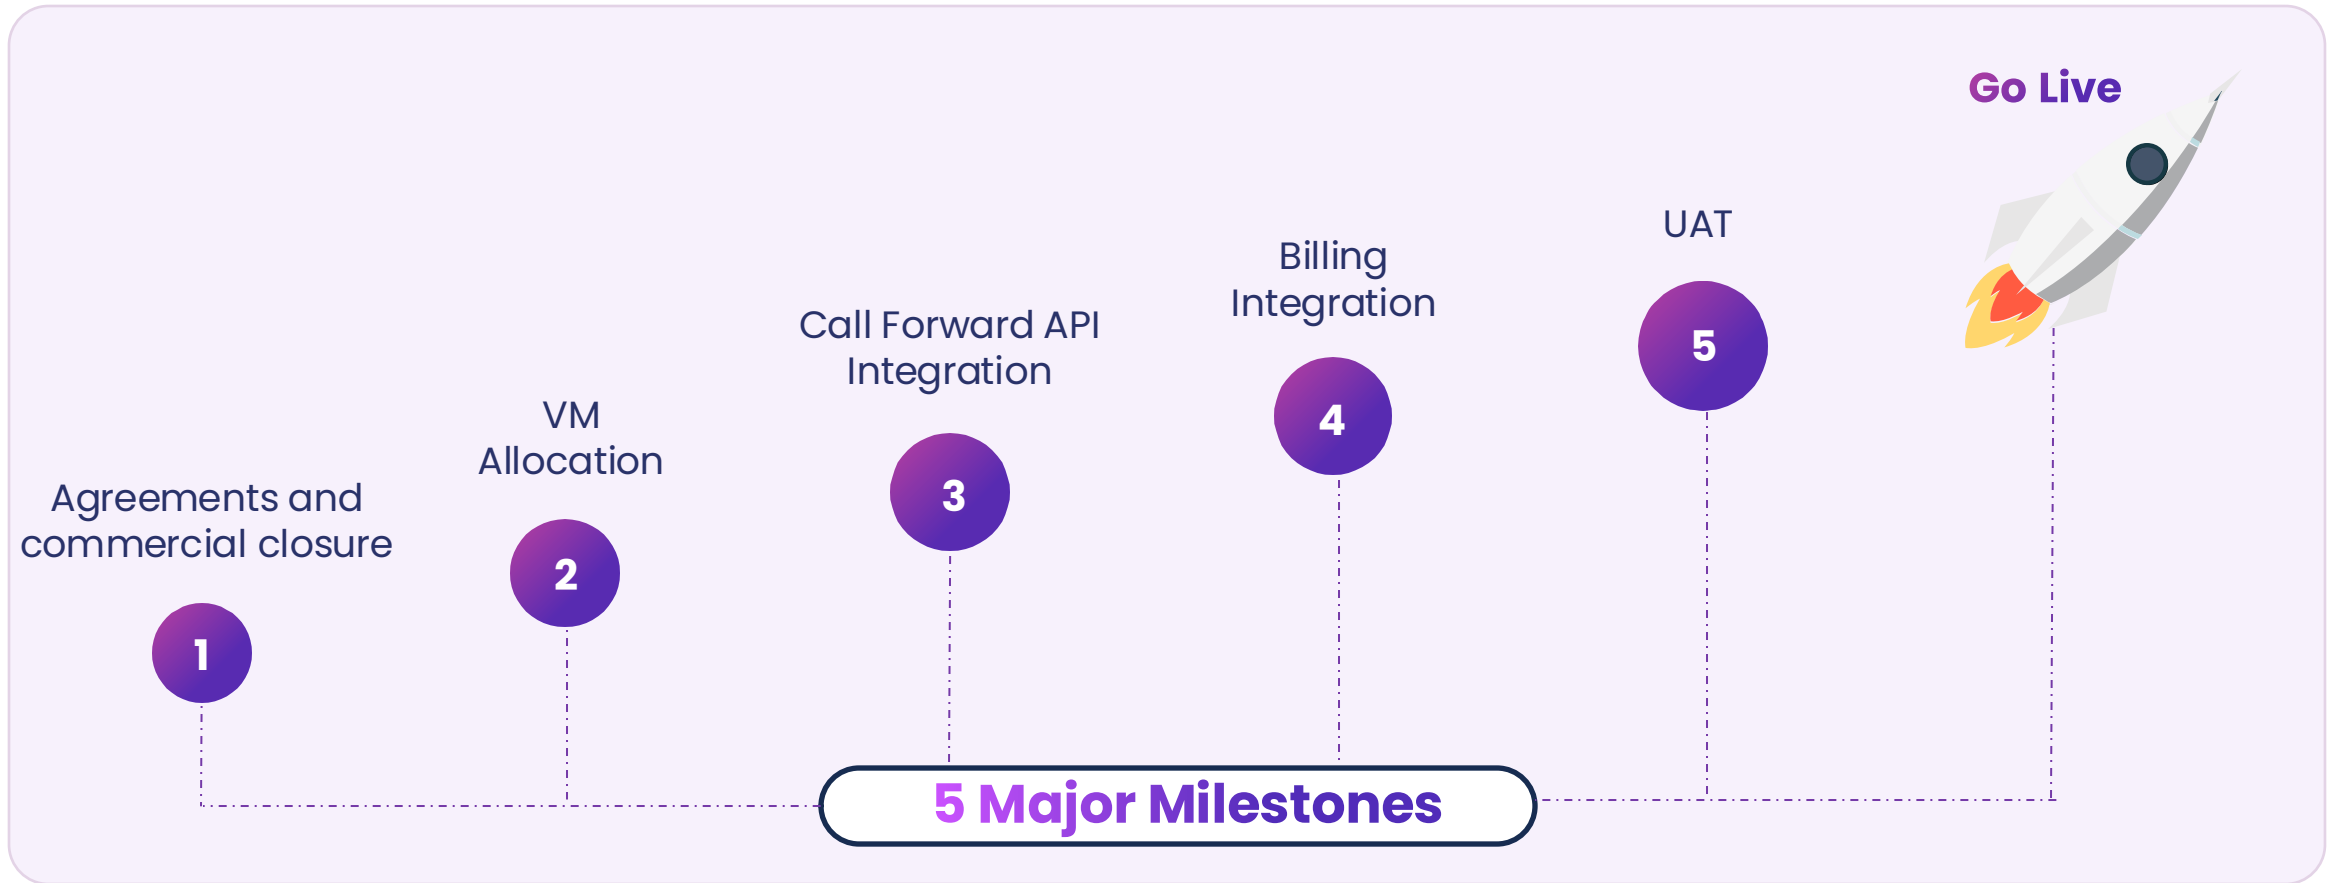 Agreements and
commercial closure
1
VM
Allocation
2
Call Forward API
Integration
3
Billing
Integration
4
UAT
5
Go Live
5 Major Milestones